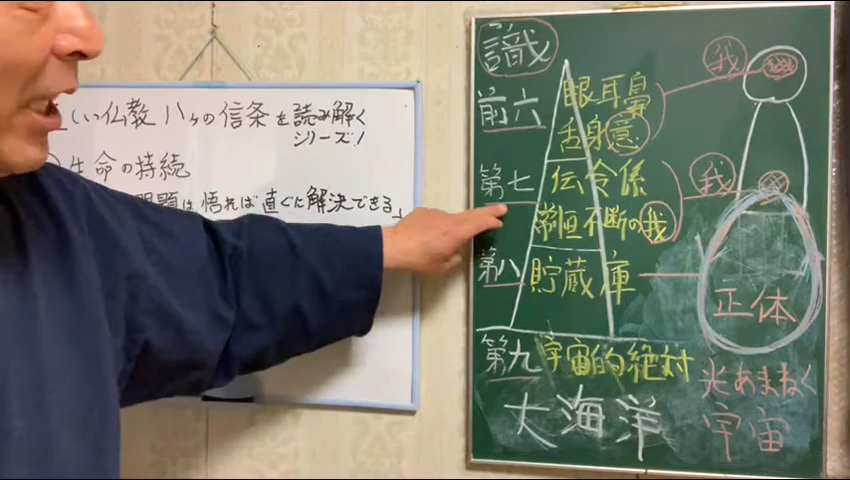 しい仏教 八ヶの信条を読み解く
シリーズ!
生命の持続
問題は 悟れば 直ぐに 解決できる
識
前六
眼耳鼻
舌身意
我
第七
伝令係
常恒不断の我
我
第八
貯蔵庫
正体
第九
宇宙的絶対
大海洋
光あまねく
宇宙